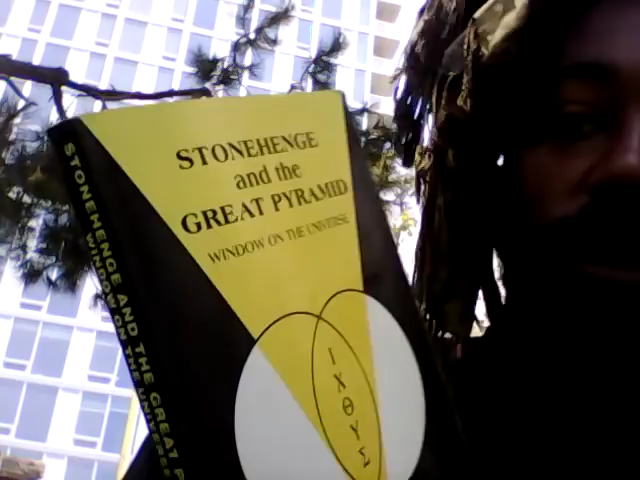 STONEHENGE
and the
GREAT PYRAMID
WINDOW ON THE UNIVERSE
ΙΧΘΥΣ
STONEHENGE AND THE GREAT P
WINDOW ON THE UNIVERSE